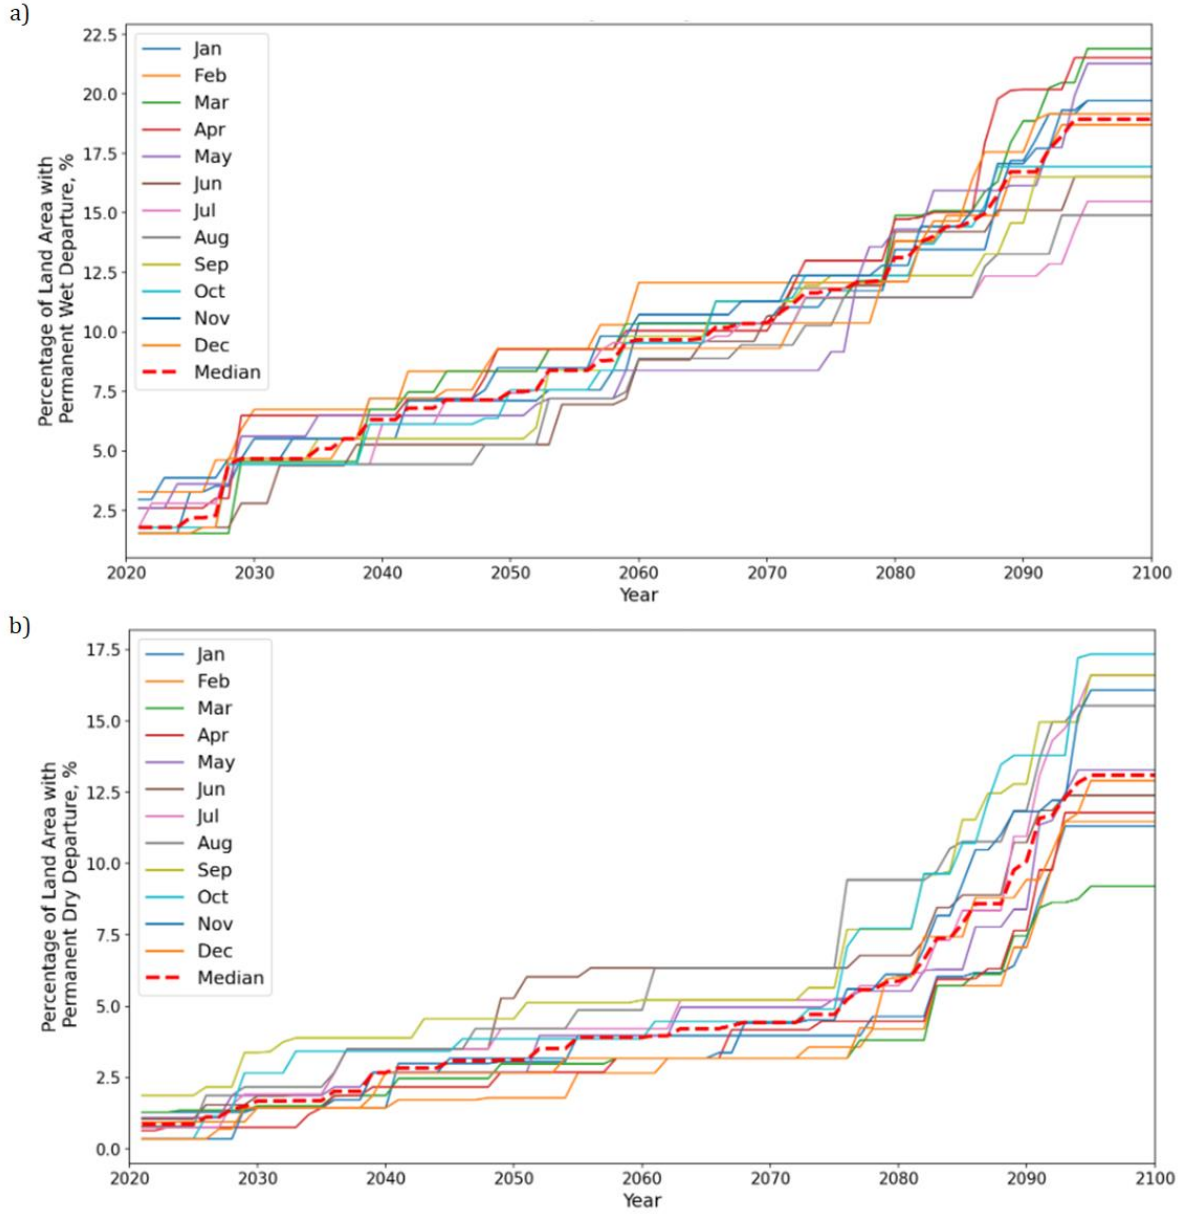 a)
Percentage of Land Area with
Permanent Wet Departure, %
22.5
20.0
17.5
15.0
12.5
10.0
7.5
5.0
2.5
Jan
Feb
Mar
Apr
May
Jun
Jul
Aug
Sep
Oct
Nov
Dec
Median
2020 2030 2040 2050 2060 2070 2080 2090 2100
Year
b)
Percentage of Land Area with
Permanent Dry Departure, %
17.5
15.0
12.5
10.0
7.5
5.0
2.5
0.0
Jan
Feb
Mar
Apr
May
Jun
Jul
Aug
Sep
Oct
Nov
Dec
Median
2020 2030 2040 2050 2060 2070 2080 2090 2100
Year